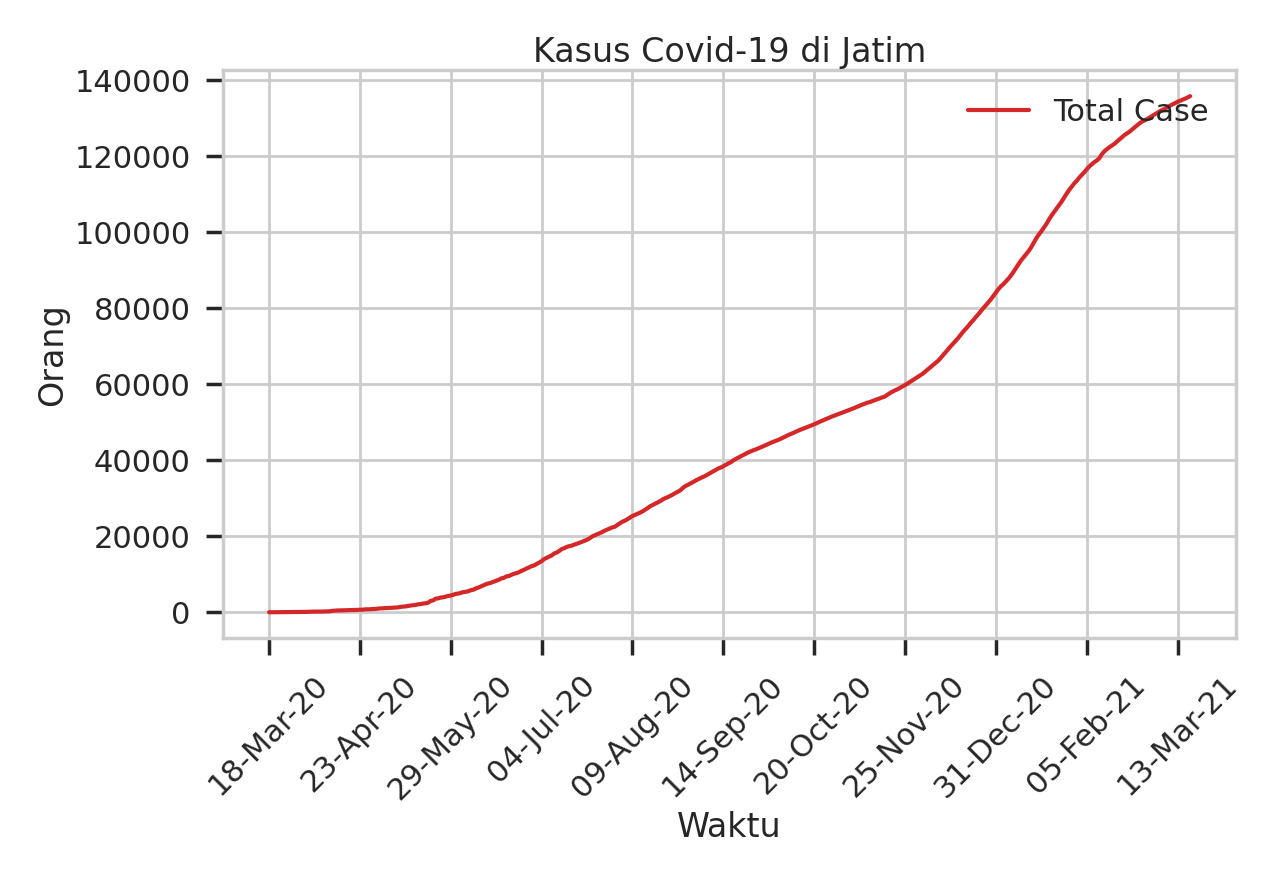 Kasus Covid-19 di Jatim
Total Case
Orang
140000
120000
100000
80000
60000
40000
20000
0
18-Mar-20
23-Apr-20
29-May-20
04-Jul-20
09-Aug-20
14-Sep-20
20-Oct-20
25-Nov-20
31-Dec-20
05-Feb-21
13-Mar-21
Waktu